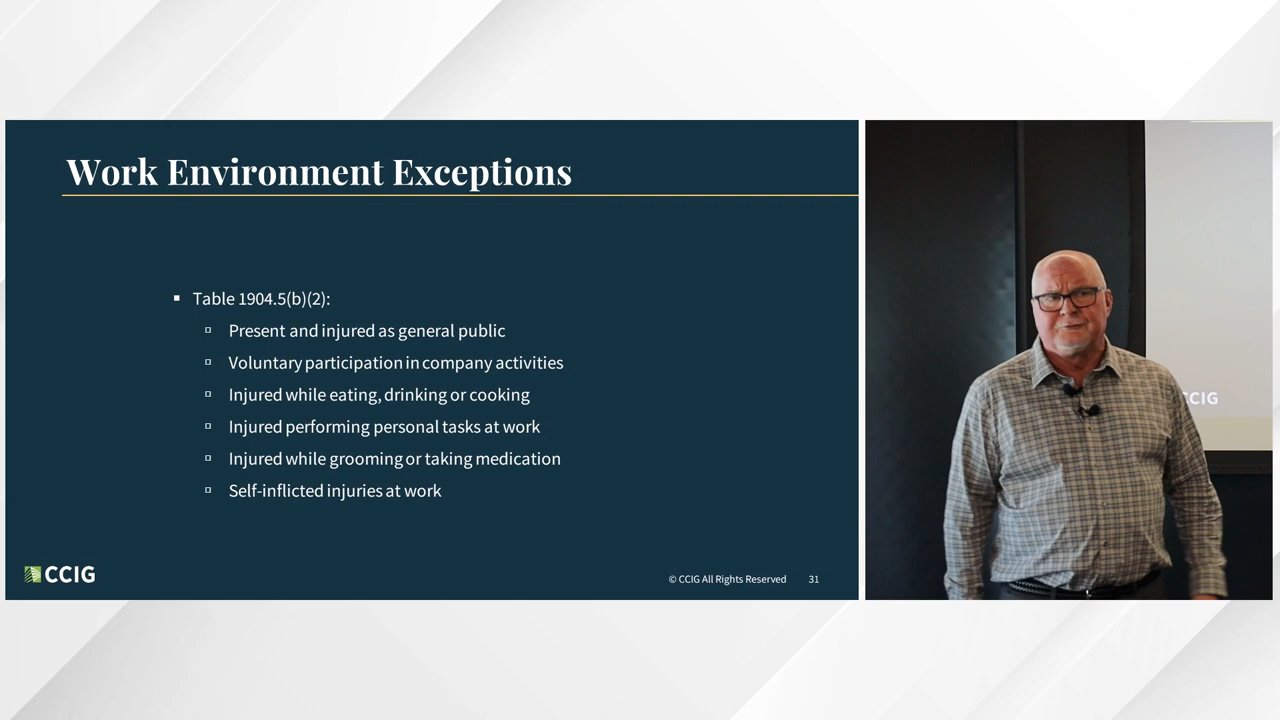 Work Environment Exceptions
Table 1904.5(b)(2):
Present and injured as general public
Voluntary participation in company activities
Injured while eating, drinking or cooking
Injured performing personal tasks at work
Injured while grooming or taking medication
Self-inflicted injuries at work
CCIG
© CCIG All Rights Reserved 31
CCIG